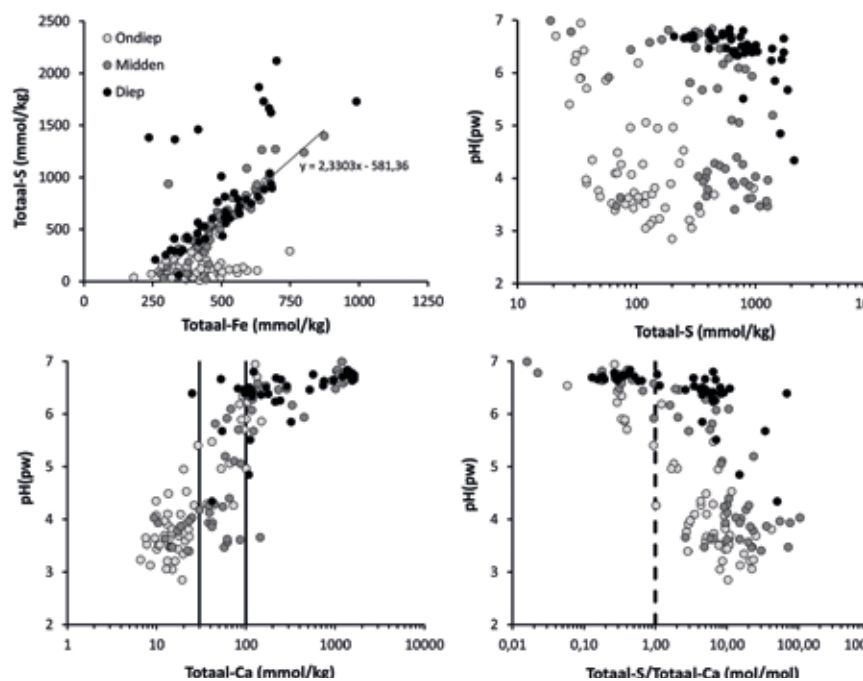 Ondiep
Midden
Diep
y = 2,3303x - 581,36
Totaal-S (mmol/kg)
2500
2000
1500
1000
500
0
0 250 500 750 1000 1250
Totaal-Fe (mmol/kg)
pH(pw)
7
6
5
4
3
2
10 100 1000
Totaal-S (mmol/kg)
pH(pw)
7
6
5
4
3
2
1 10 100 1000 10000
Totaal-Ca (mmol/kg)
pH(pw)
7
6
5
4
3
2
0,01 0,10 1,00 10,00 100,00
Totaal-S/Totaal-Ca (mol/mol)